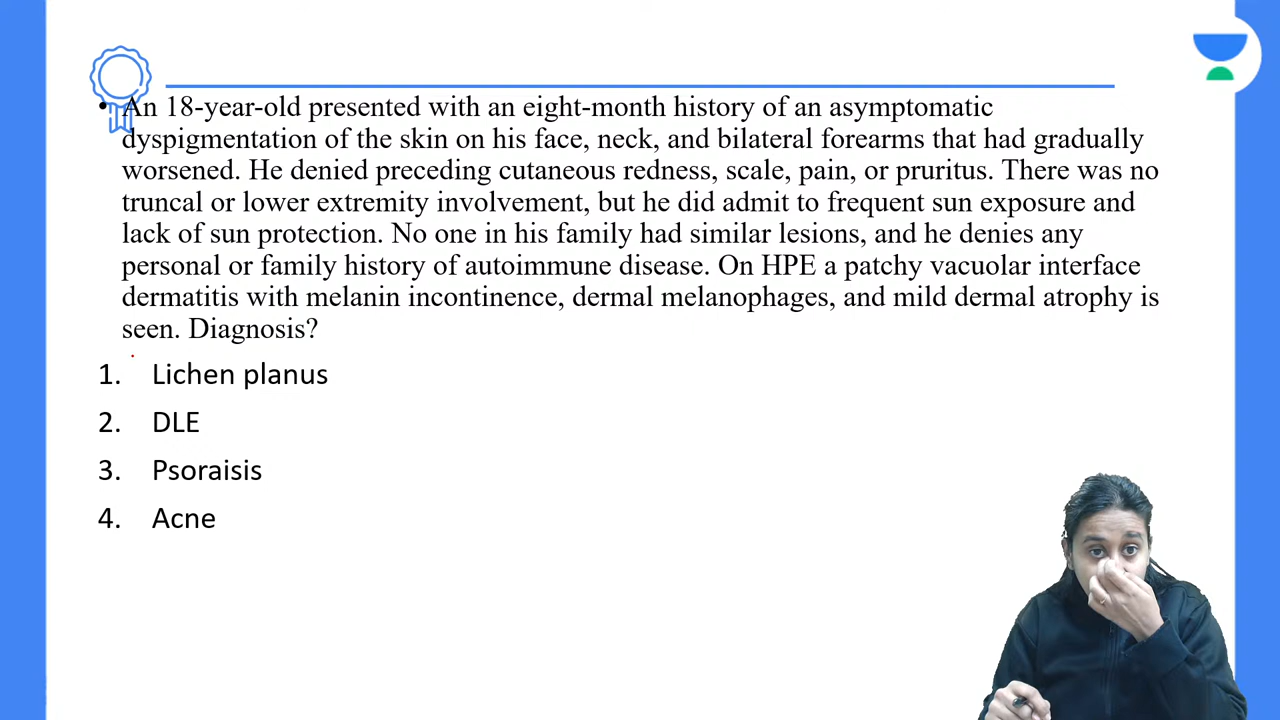 • An 18-year-old presented with an eight-month history of an asymptomatic
dyspigmentation of the skin on his face, neck, and bilateral forearms that had gradually
worsened. He denied preceding cutaneous redness, scale, pain, or pruritus. There was no
truncal or lower extremity involvement, but he did admit to frequent sun exposure and
lack of sun protection. No one in his family had similar lesions, and he denies any
personal or family history of autoimmune disease. On HPE a patchy vacuolar interface
dermatitis with melanin incontinence, dermal melanophages, and mild dermal atrophy is
seen. Diagnosis?
1. Lichen planus
2. DLE
3. Psoraisis
4. Acne